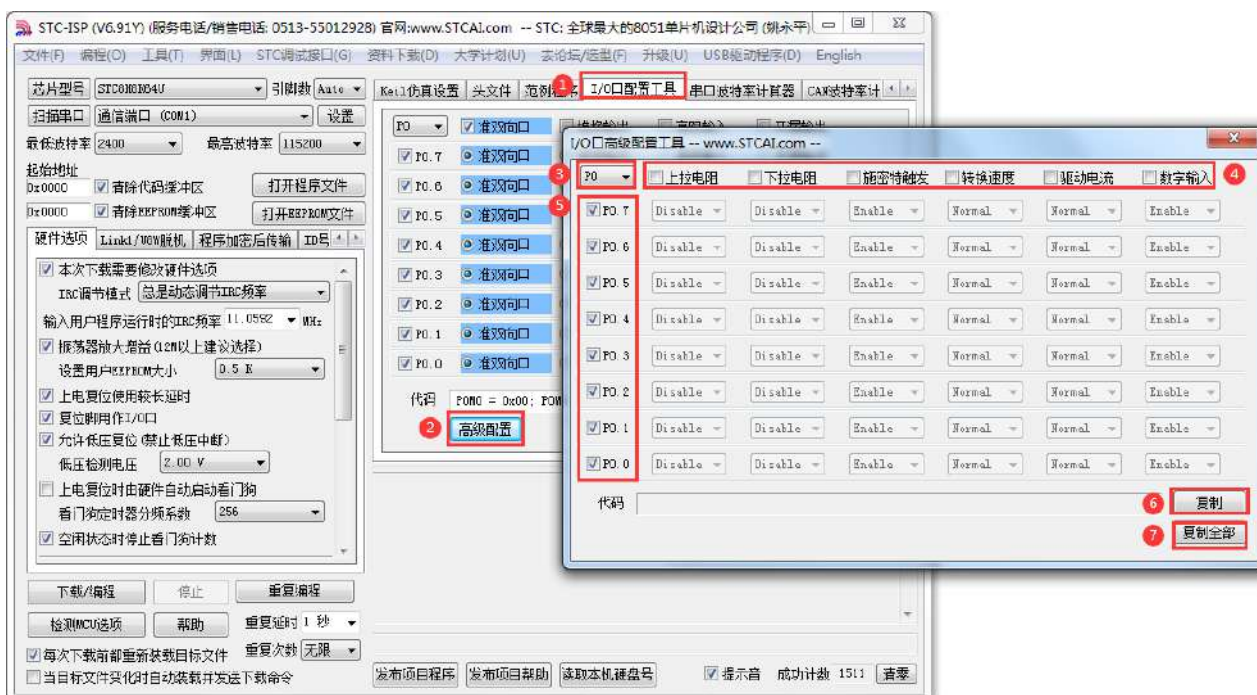 STC-ISP (V6.91Y) (服务电话/销售电话: 0513-55012928) 官网:www.STCAI.com -- STC: 全球最大的8051单片机设计公司 (姚永平)
文件(F) 编程(O) 工具(T) 界面(L) STC调试接口(G) 资料下载(D) 大学计划(U) 去论坛/选型(F) 升级(U) USB驱动程序(D) English
芯片型号 STC8H8K64U 引脚数 Auto
扫描串口 通信端口 (COM1) 设置
最低波特率 2400 最高波特率 115200
起始地址
0x0000 清除代码缓冲区 打开程序文件
0x0000 清除EEPROM缓冲区 打开EEPROM文件
硬件选项 Link1/U8W脱机 程序加密后传输 ID号
本次下载需要修改硬件选项
IRC调节模式 总是动态调节IRC频率
输入用户程序运行时的IRC频率 11.0592 MHz
振荡器放大增益(12M以上建议选择)
设置用户EEPROM大小 0.5 K
上电复位使用较长延时
复位脚用作I/O口
允许低压复位(禁止低压中断)
低压检测电压 2.00 V
上电复位时由硬件自动启动看门狗
看门狗定时器分频系数 256
空闲状态时停止看门狗计数
下载/编程 停止 重复编程
检测MCU选项 帮助 重复延时 1 秒
每次下载前都重新装载目标文件 重复次数 无限
当目标文件变化时自动装载并发送下载命令
Keil仿真设置 头文件 范例程序 1 I/O口配置工具 串口波特率计算器 CAN波特率计
P0 准双向口 推挽输出 高阻输入 开漏输出
P0.7 准双向口
P0.6 准双向口
P0.5 准双向口
P0.4 准双向口
P0.3 准双向口
P0.2 准双向口
P0.1 准双向口
P0.0 准双向口
代码 P0M0 = 0x00; P0M
2 高级配置
I/O口高级配置工具 -- www.STCAI.com --
3 P0 上拉电阻 下拉电阻 施密特触发 转换速度 驱动电流 数字输入 4
5 P0.7 Disable Disable Enable Normal Normal Enable
P0.6 Disable Disable Enable Normal Normal Enable
P0.5 Disable Disable Enable Normal Normal Enable
P0.4 Disable Disable Enable Normal Normal Enable
P0.3 Disable Disable Enable Normal Normal Enable
P0.2 Disable Disable Enable Normal Normal Enable
P0.1 Disable Disable Enable Normal Normal Enable
P0.0 Disable Disable Enable Normal Normal Enable
代码
6 复制
7 复制全部
发布项目程序 发布项目帮助 读取本机硬盘号 提示音 成功计数 1511 清零